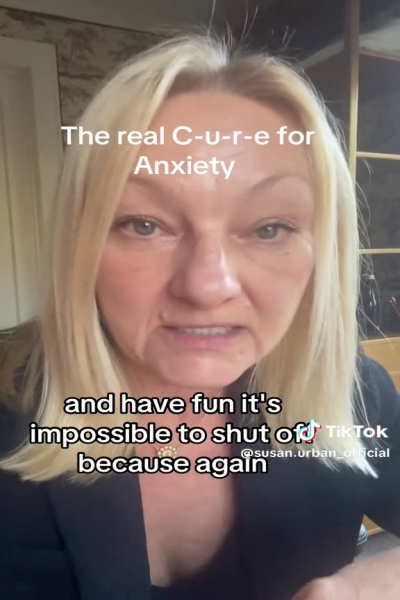 The real C-u-r-e for
Anxiety
and have fun it's
impossible to shut off
TikTok
because again
@susan.urban_official